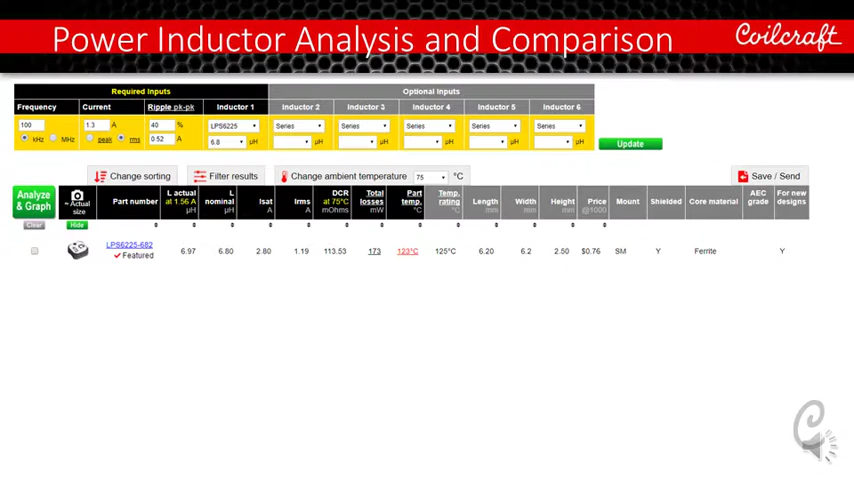 Power Inductor Analysis and Comparison
Coilcraft
Required Inputs Optional Inputs
Frequency Current Ripple pk-pk Inductor 1 Inductor 2 Inductor 3 Inductor 4 Inductor 5 Inductor 6
100 1.3 A 40 % LPS6225 Series Series Series Series Series
kHz MHz peak rms 0.52 A 6.8 µH µH µH µH µH µH
Update
Change sorting Filter results Change ambient temperature 75 °C Save / Send
Analyze & Graph ~ Actual size Part number L actual at 1.56 A µH L nominal µH Isat A Irms A DCR at 75°C mOhms Total losses mW Part temp. °C Temp. rating °C Length mm Width mm Height mm Price @1000 Mount Shielded Core material AEC grade For new designs
Clear Hide
LPS6225-682 6.97 6.80 2.80 1.19 113.53 173 123°C 125°C 6.20 6.2 2.50 $0.76 SM Y Ferrite Y
Featured